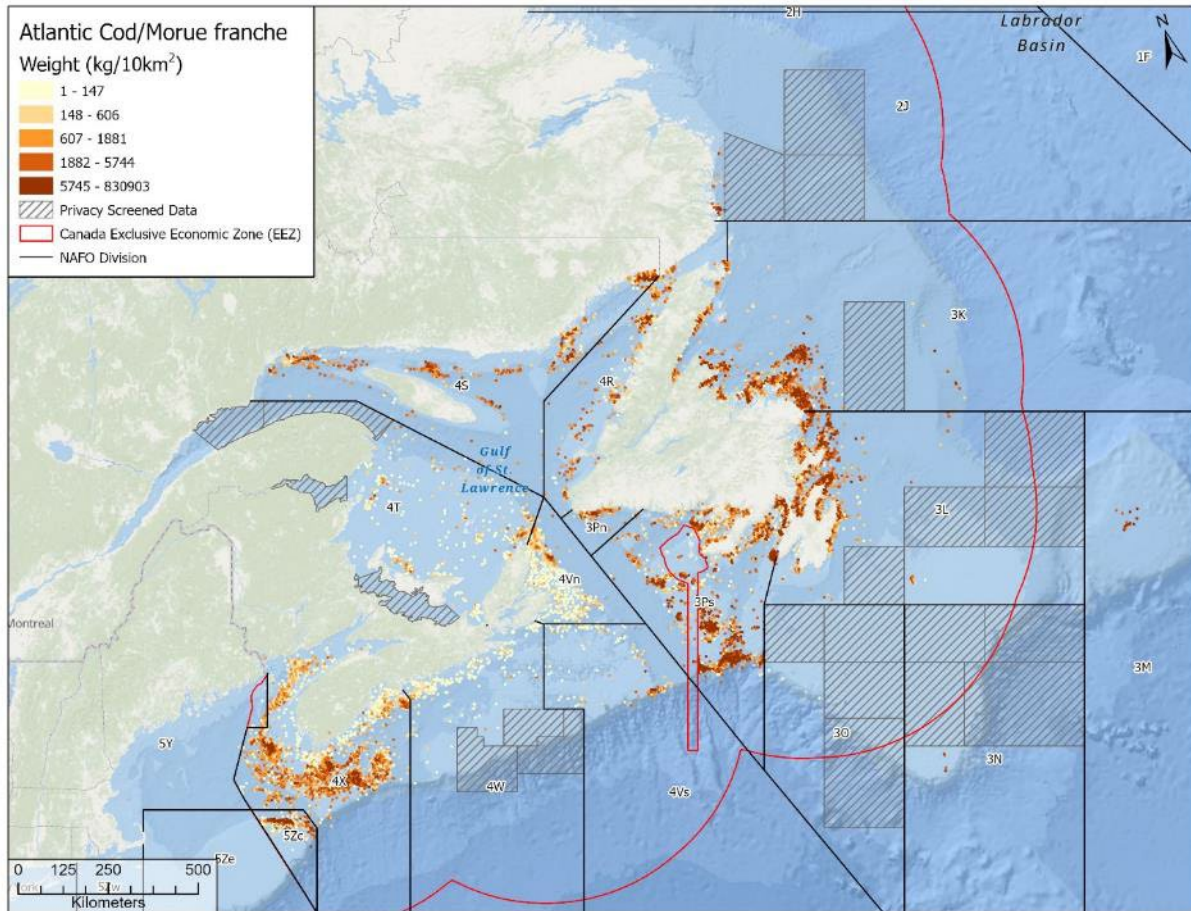 Atlantic Cod/Morue franche
Weight (kg/10km²)
1 - 147
148 - 606
607 - 1881
1882 - 5744
5745 - 830903
Privacy Screened Data
Canada Exclusive Economic Zone (EEZ)
NAFO Division
2H
Labrador
Basin
N
1F
2J
3K
4S
4R
Gulf
of St.
Lawrence
4T
3Pn
3L
4Vn
3Ps
Montreal
3M
5Y
3O
3N
4X
4W
4Vs
5Zc
5Ze
0 125 250 500
Kilometers
5Zw